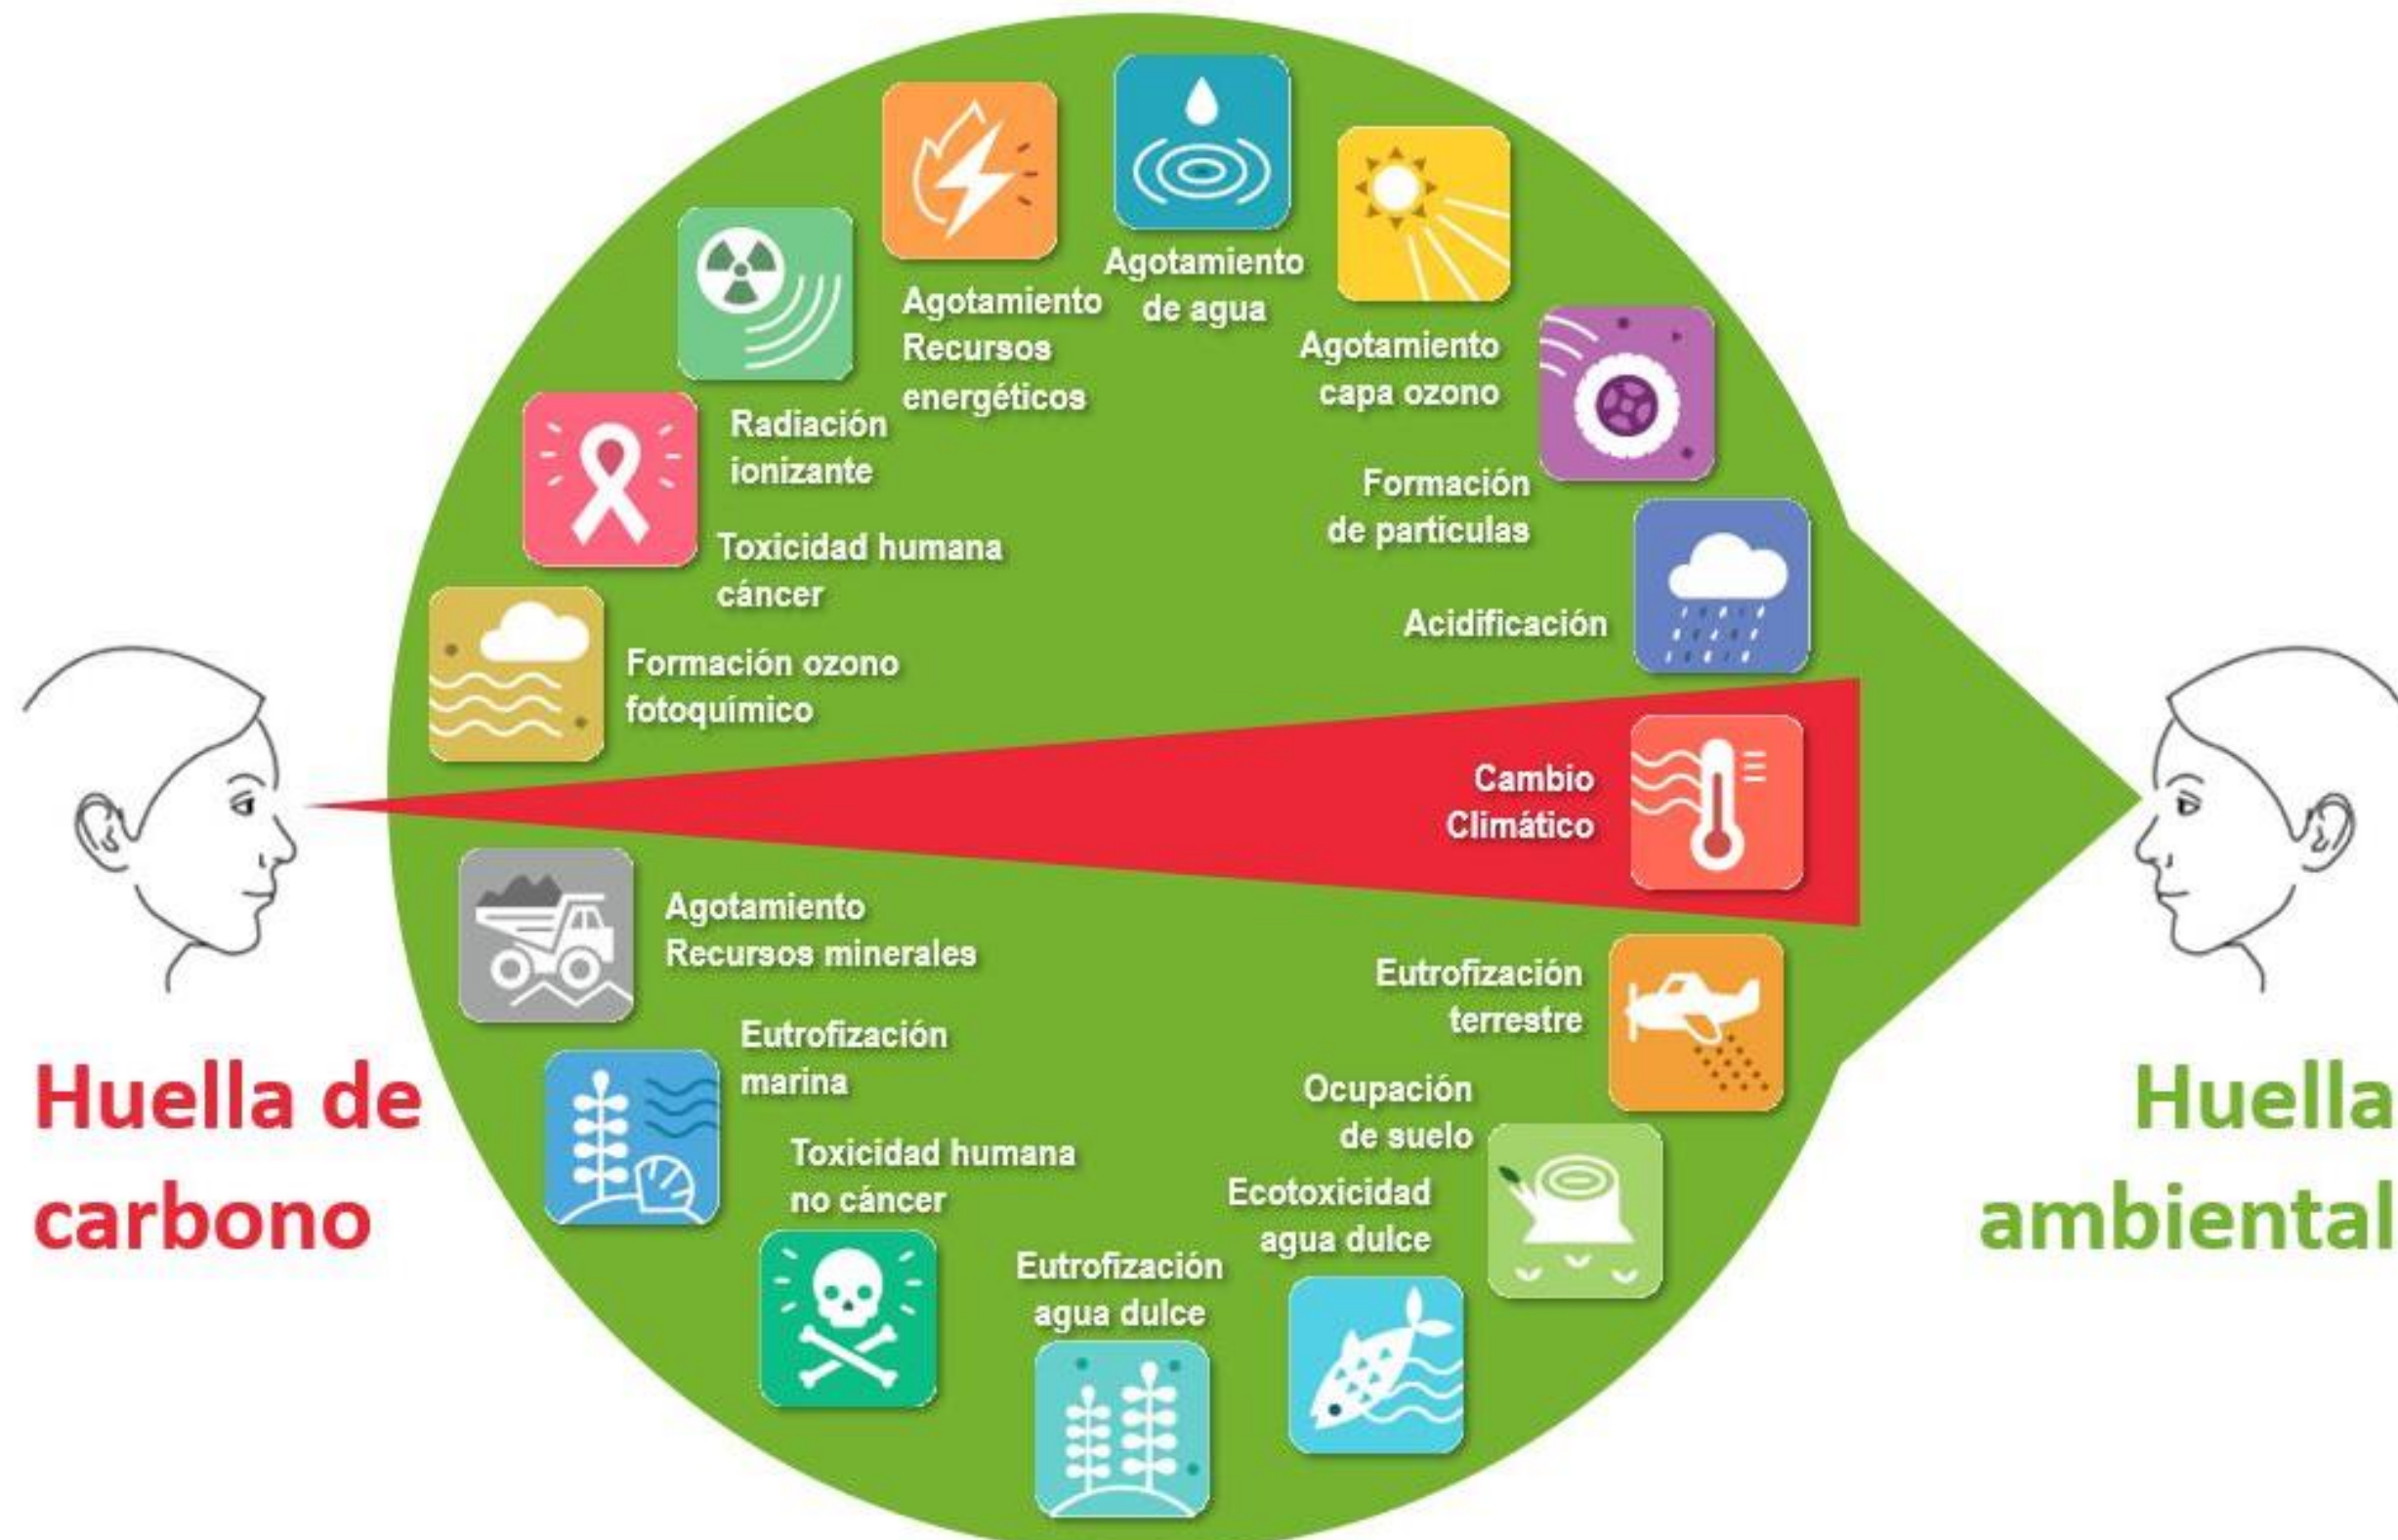 Agotamiento
de agua
Agotamiento
Recursos
energéticos
Agotamiento
capa ozono
Radiación
ionizante
Formación
de partículas
Toxicidad humana
cáncer
Acidificación
Formación ozono
fotoquímico
Cambio
Climático
Agotamiento
Recursos minerales
Eutrofización
terrestre
Eutrofización
marina
Ocupación
de suelo
Toxicidad humana
no cáncer
Ecotoxicidad
agua dulce
Eutrofización
agua dulce
Huella de
carbono
Huella
ambiental